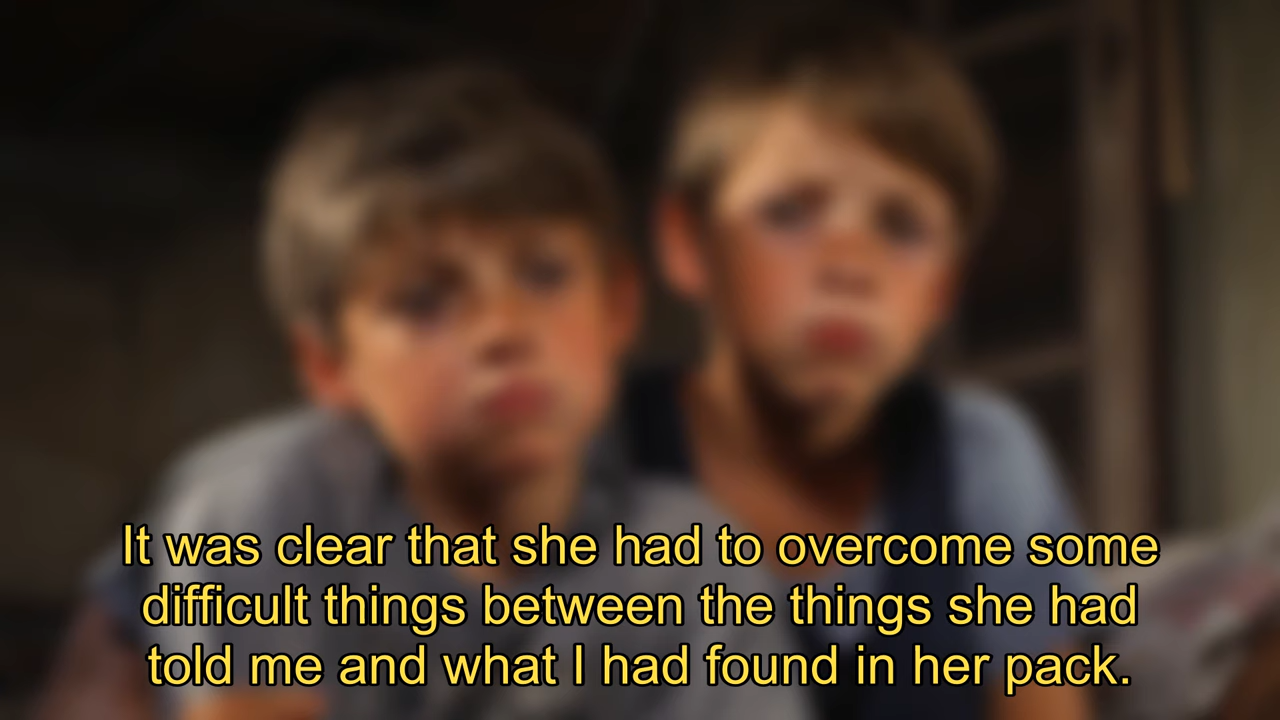 It was clear that she had to overcome some
difficult things between the things she had
told me and what I had found in her pack.